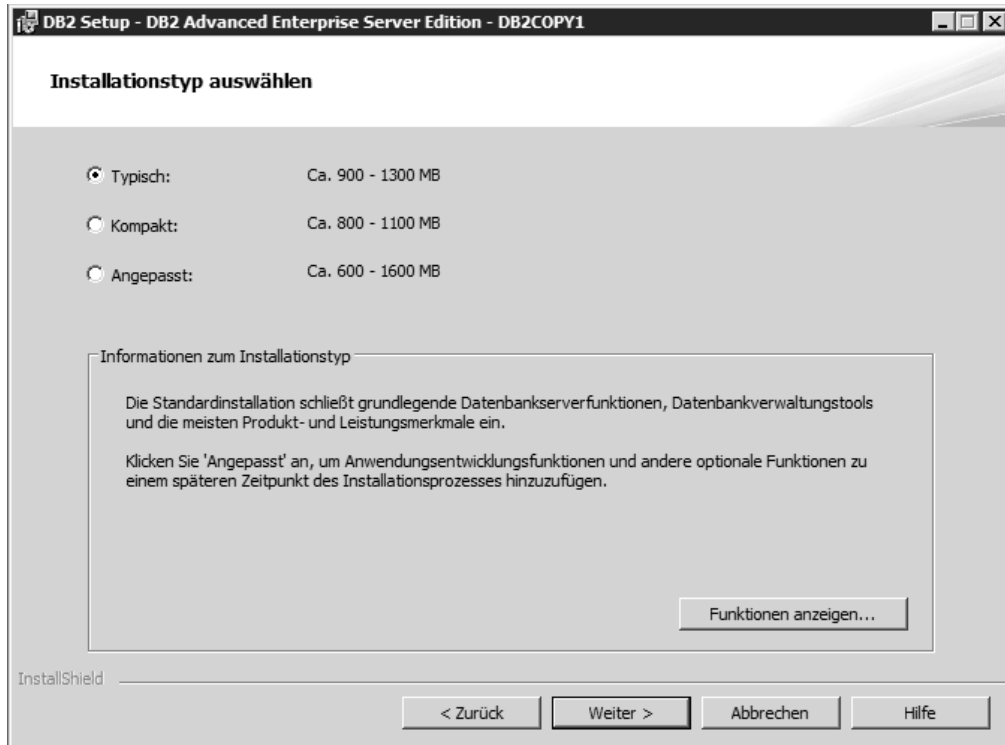 DB2 Setup - DB2 Advanced Enterprise Server Edition - DB2COPY1
Installationstyp auswählen
Typisch: Ca. 900 - 1300 MB
Kompakt: Ca. 800 - 1100 MB
Angepasst: Ca. 600 - 1600 MB
Informationen zum Installationstyp
Die Standardinstallation schließt grundlegende Datenbankserverfunktionen, Datenbankverwaltungstools
und die meisten Produkt- und Leistungsmerkmale ein.
Klicken Sie 'Angepasst' an, um Anwendungsentwicklungsfunktionen und andere optionale Funktionen zu
einem späteren Zeitpunkt des Installationsprozesses hinzuzufügen.
Funktionen anzeigen...
InstallShield
< Zurück Weiter > Abbrechen Hilfe